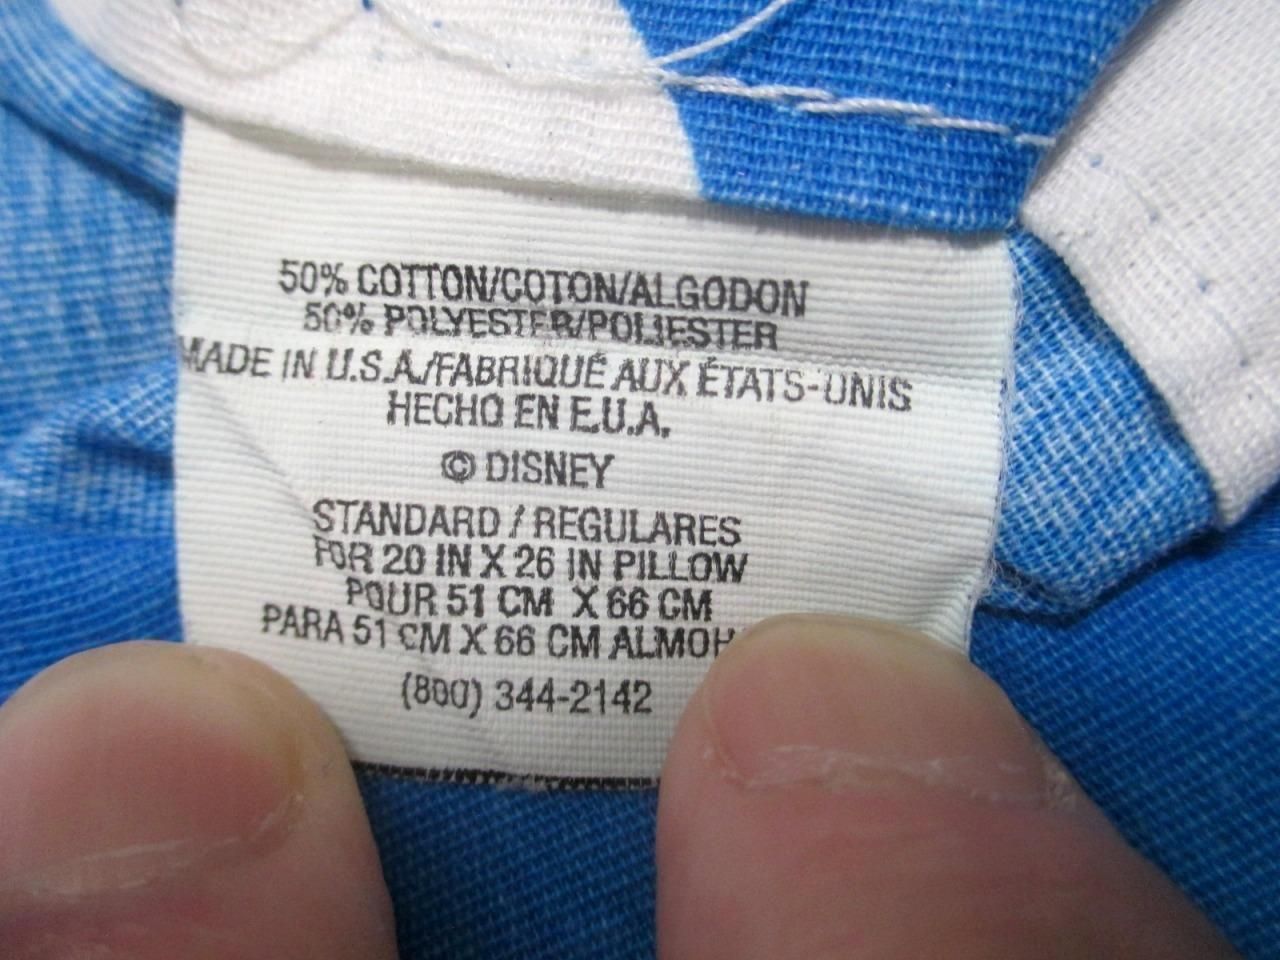 50% COTTON/COTON/ALGODON
50% POLYESTER/POLIESTER
MADE IN U.S.A./FABRIQUÉ AUX ÉTATS-UNIS
HECHO EN E.U.A.
© DISNEY
STANDARD / REGULARES
FOR 20 IN X 26 IN PILLOW
POUR 51 CM X 66 CM
PARA 51 CM X 66 CM ALMOH
(800) 344-2142